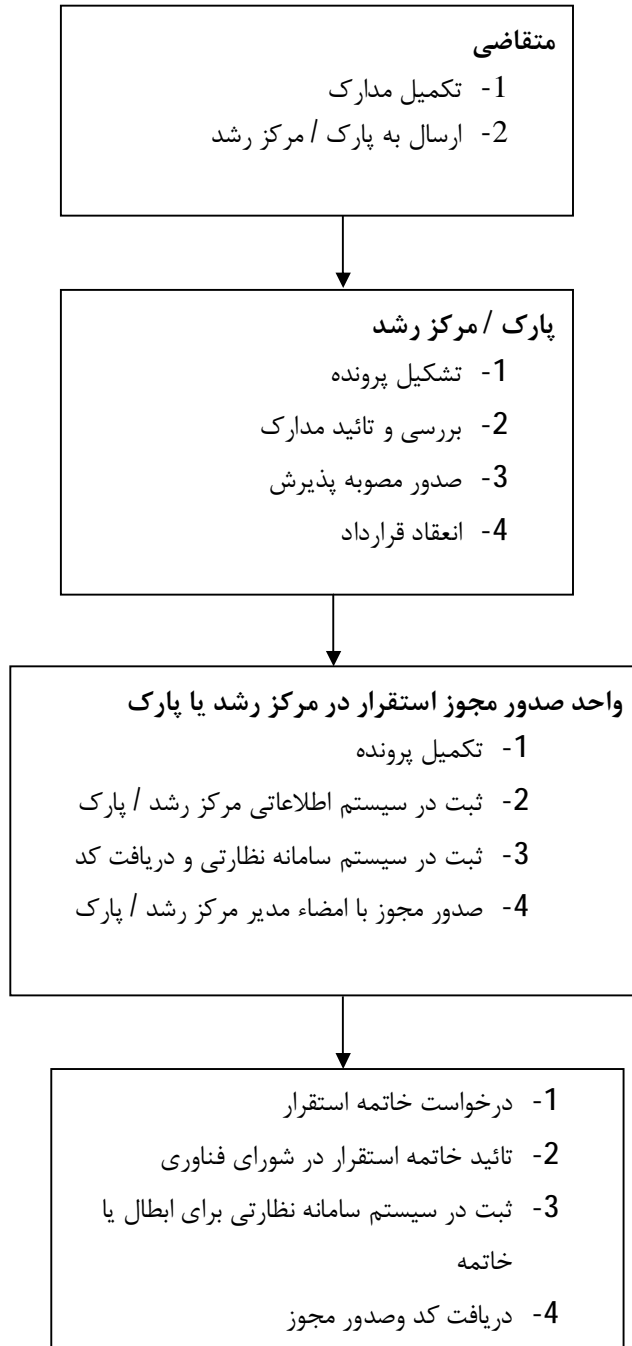 متقاضی
1- تکمیل مدارک
2- ارسال به پارک / مرکز رشد
پارک / مرکز رشد
1- تشکیل پرونده
2- بررسی و تائید مدارک
3- صدور مصوبه پذیرش
4- انعقاد قرارداد
واحد صدور مجوز استقرار در مرکز رشد یا پارک
1- تکمیل پرونده
2- ثبت در سیستم اطلاعاتی مرکز رشد / پارک
3- ثبت در سیستم سامانه نظارتی و دریافت کد
4- صدور مجوز با امضاء مدیر مرکز رشد / پارک
1- درخواست خاتمه استقرار
2- تائید خاتمه استقرار در شورای فناوری
3- ثبت در سیستم سامانه نظارتی برای ابطال یا
خاتمه
4- دریافت کد وصدور مجوز